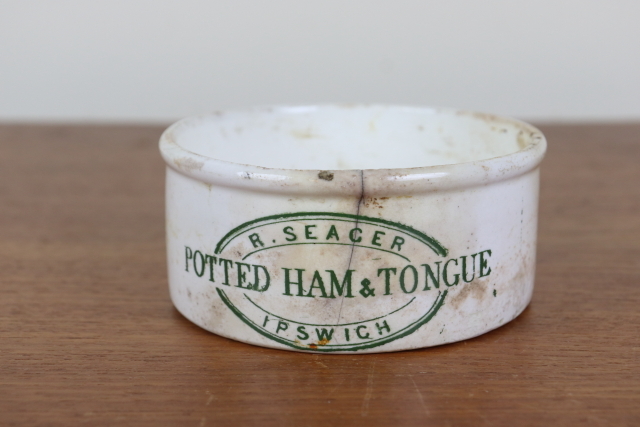 R. SEAGER
POTTED HAM & TONGUE
IPSWICH